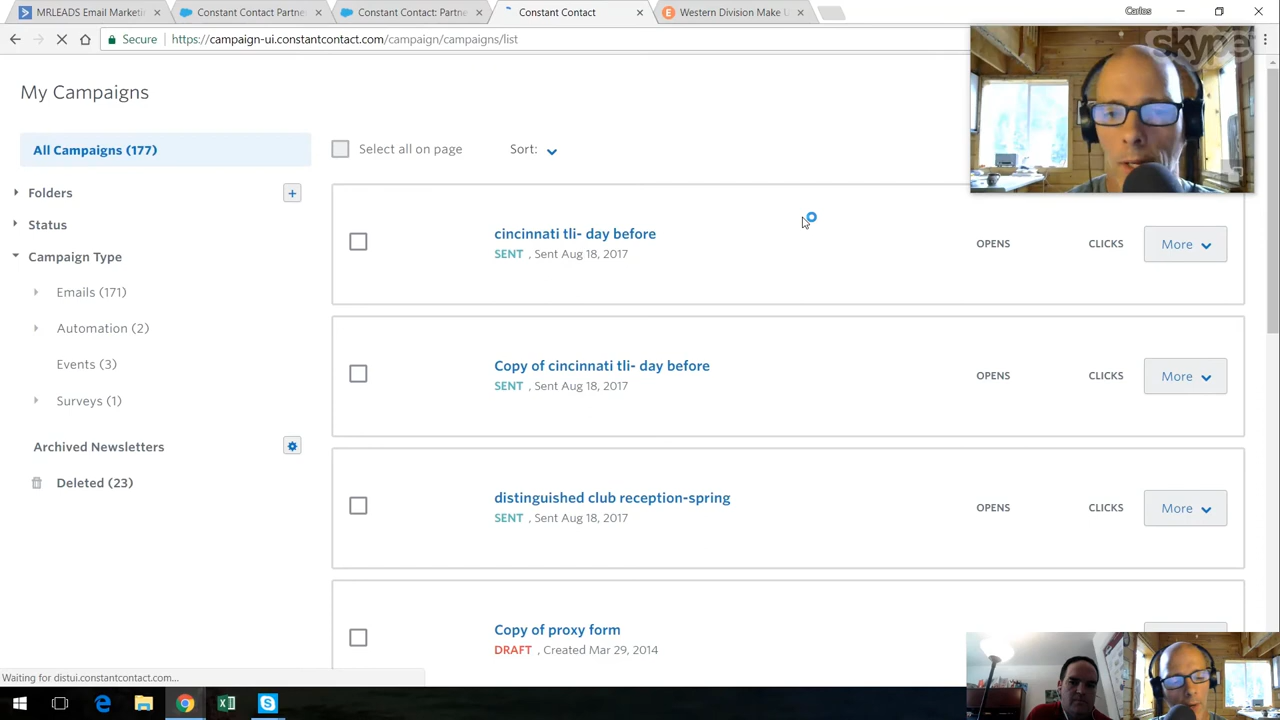 MRLEADS Email Marketi
Constant Contact Partne
Constant Contact: Partne
Constant Contact
Western Division Make U
Carlos
Secure
https://campaign-ui.constantcontact.com/campaign/campaigns/list
skype
My Campaigns
All Campaigns (177)
Select all on page
Sort:
Folders
Status
Campaign Type
Emails (171)
Automation (2)
Events (3)
Surveys (1)
Archived Newsletters
Deleted (23)
cincinnati tli- day before
SENT , Sent Aug 18, 2017
OPENS
CLICKS
More
Copy of cincinnati tli- day before
SENT , Sent Aug 18, 2017
OPENS
CLICKS
More
distinguished club reception-spring
SENT , Sent Aug 18, 2017
OPENS
CLICKS
More
Copy of proxy form
DRAFT , Created Mar 29, 2014
Waiting for distui.constantcontact.com...